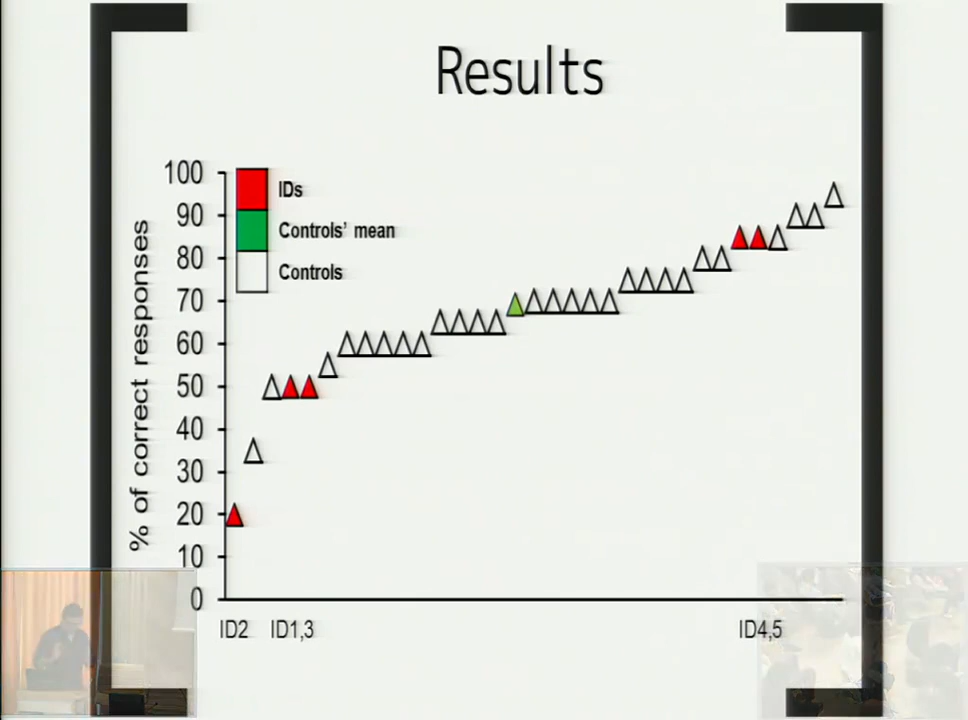 Results
% of correct responses
100
90
80
70
60
50
40
30
20
10
0
IDs
Controls' mean
Controls
ID2 ID1,3 ID4,5